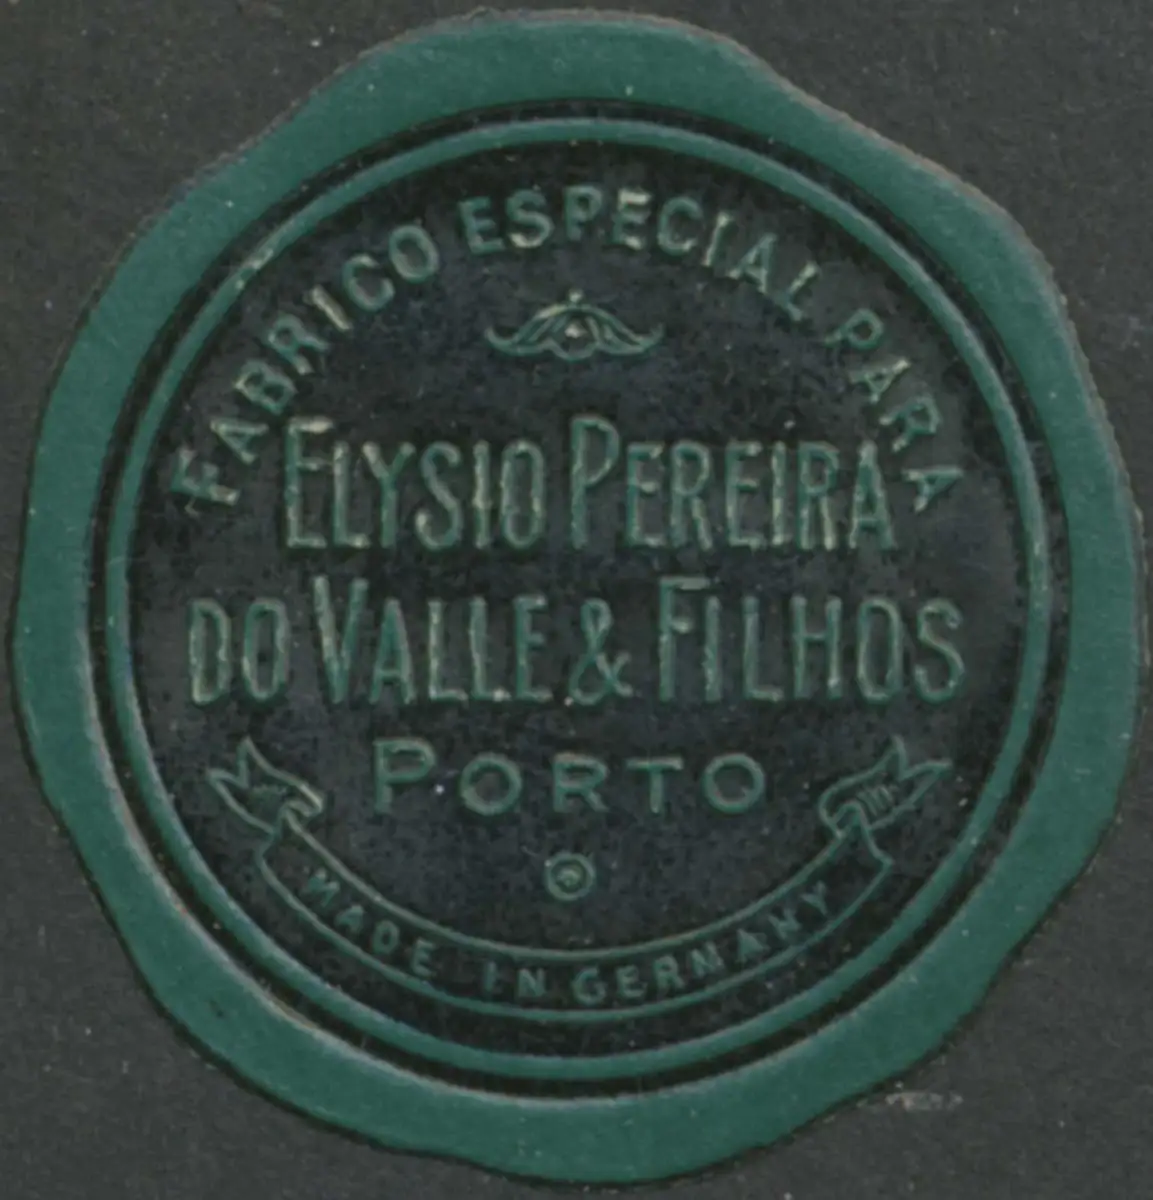 FABRICO ESPECIAL PARA
ELYSIO PEREIRA
DO VALLE & FILHOS
PORTO
MADE IN GERMANY